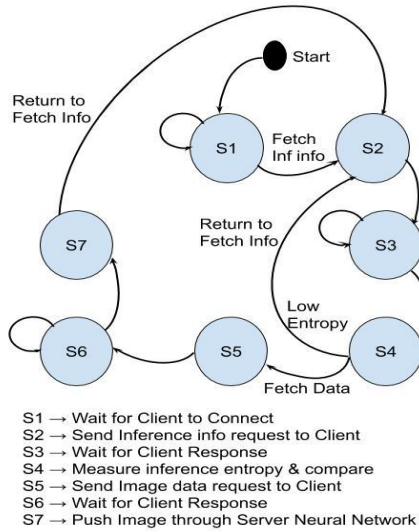 Start
Return to
Fetch Info
S1
Fetch
Inf info
S2
Return to
Fetch Info
S7
S3
Low
Entropy
S6
S5
S4
Fetch Data
S1 → Wait for Client to Connect
S2 → Send Inference info request to Client
S3 → Wait for Client Response
S4 → Measure inference entropy & compare
S5 → Send Image data request to Client
S6 → Wait for Client Response
S7 → Push Image through Server Neural Network